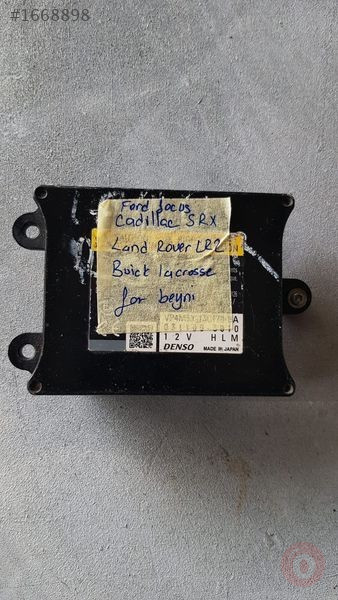 #1668898
Ford focus
Cadillac SRX
Land Rover LR2
Buick lacrosse
far beyni
12V HLM
DENSO MADE IN JAPAN